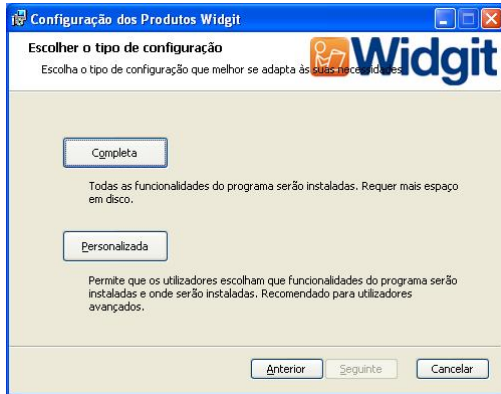 Configuração dos Produtos Widgit
Escolher o tipo de configuração
Escolha o tipo de configuração que melhor se adapta às suas necessidades.
Widgit
Completa
Todas as funcionalidades do programa serão instaladas. Requer mais espaço
em disco.
Personalizada
Permite que os utilizadores escolham que funcionalidades do programa serão
instaladas e onde serão instaladas. Recomendado para utilizadores
avançados.
Anterior
Seguinte
Cancelar